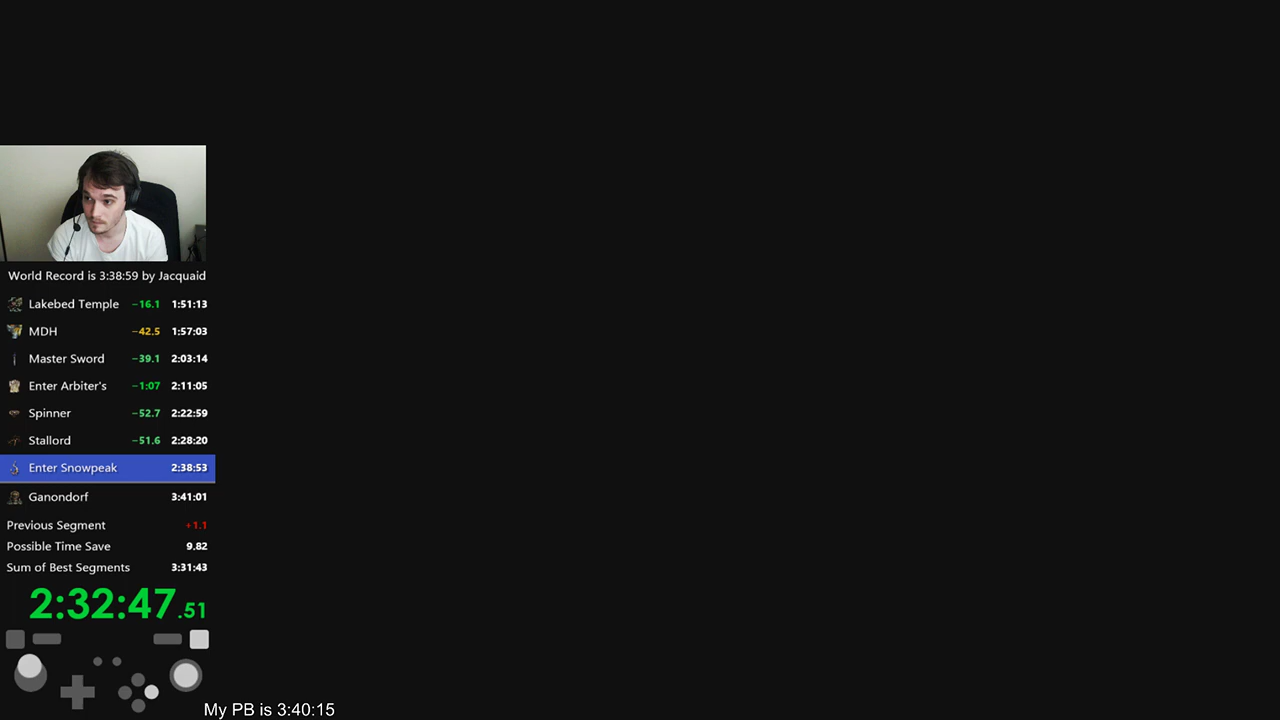 World Record is 3:38:59 by Jacquaid
Lakebed Temple −16.1 1:51:13
MDH −42.5 1:57:03
Master Sword −39.1 2:03:14
Enter Arbiter's −1:07 2:11:05
Spinner −52.7 2:22:59
Stallord −51.6 2:28:20
Enter Snowpeak 2:38:53
Ganondorf 3:41:01
Previous Segment +1.1
Possible Time Save 9.82
Sum of Best Segments 3:31:43
2:32:47.51
My PB is 3:40:15